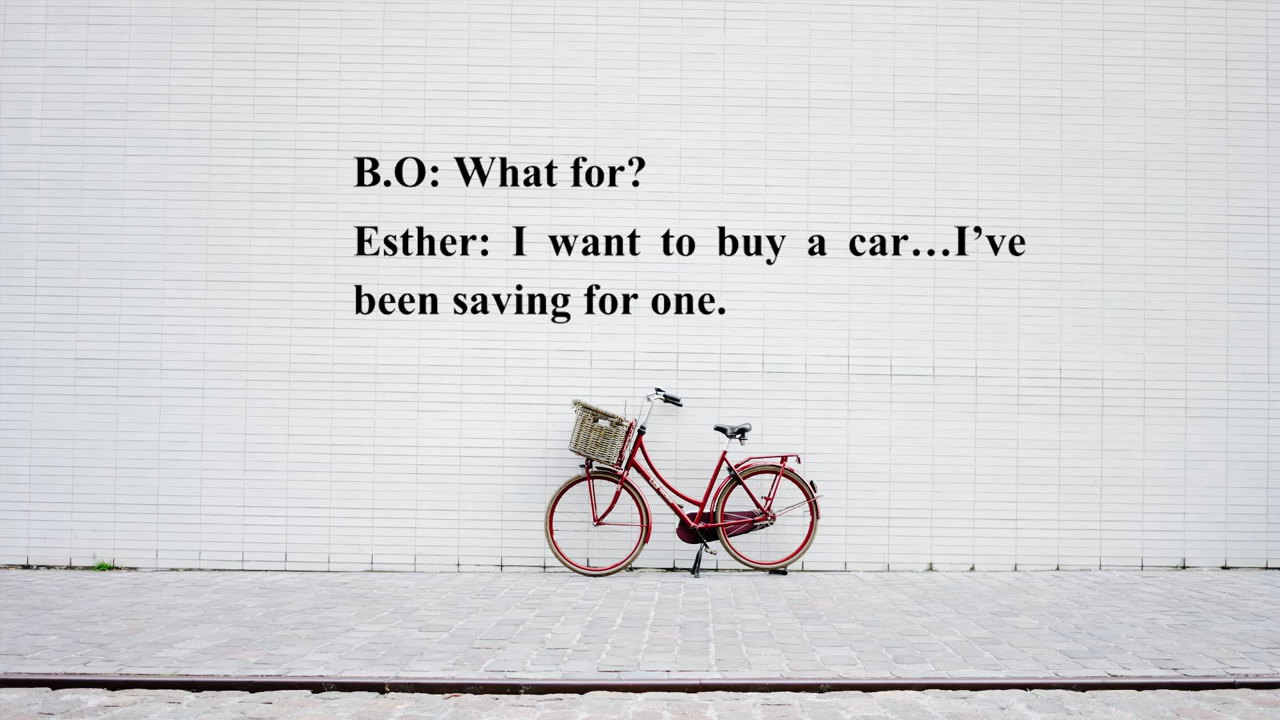 B.O: What for?
Esther: I want to buy a car…I’ve
been saving for one.